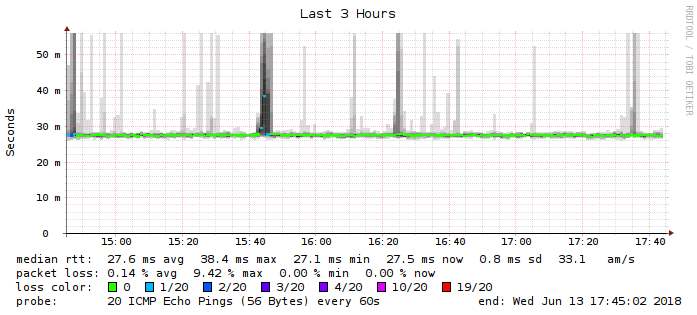 Last 3 Hours
RRDTOOL / TOBI OETIKER
Seconds
50 m
40 m
30 m
20 m
10 m
0
15:00 15:20 15:40 16:00 16:20 16:40 17:00 17:20 17:40
median rtt: 27.6 ms avg 38.4 ms max 27.1 ms min 27.5 ms now 0.8 ms sd 33.1 am/s
packet loss: 0.14 % avg 9.42 % max 0.00 % min 0.00 % now
loss color: 0 1/20 2/20 3/20 4/20 10/20 19/20
probe: 20 ICMP Echo Pings (56 Bytes) every 60s end: Wed Jun 13 17:45:02 2018